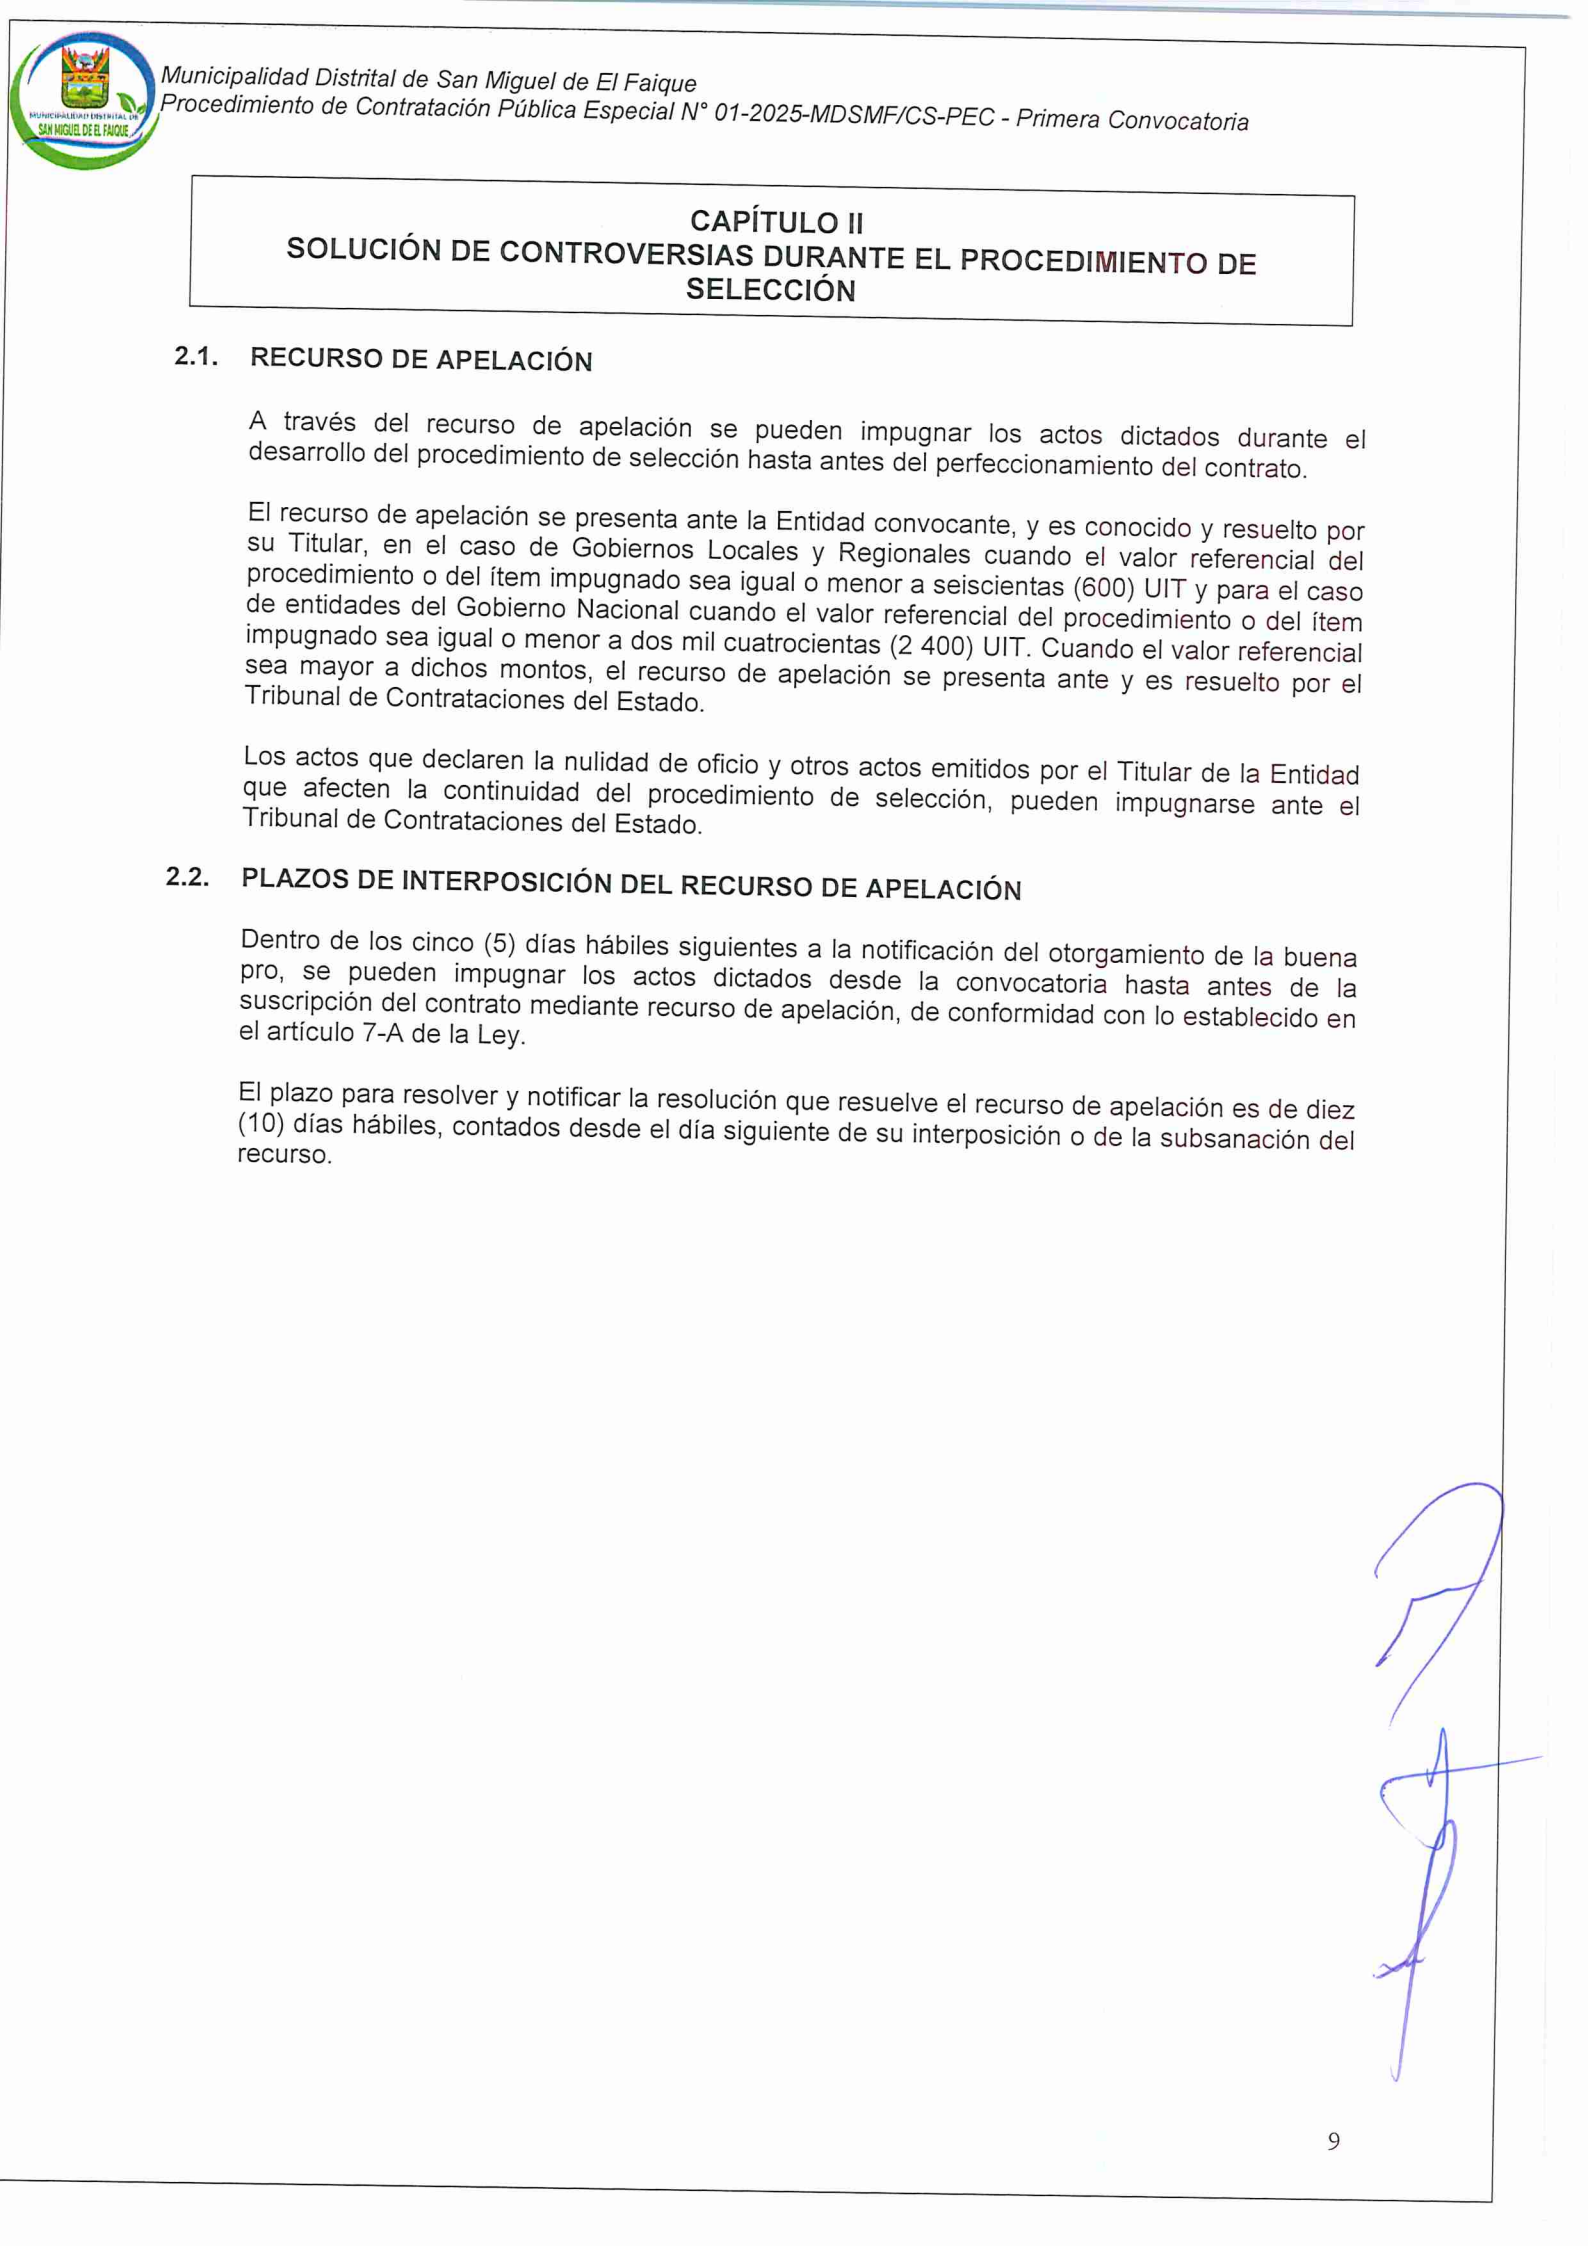 Municipalidad Distrital de San Miguel de El Faique
Procedimiento de Contratación Pública Especial N° 01-2025-MDSMF/CS-PEC - Primera Convocatoria
MUNICIPALIDAD DISTRITAL DE
SAN MIGUEL DE EL FAIQUE
CAPÍTULO II
SOLUCIÓN DE CONTROVERSIAS DURANTE EL PROCEDIMIENTO DE
SELECCIÓN
2.1. RECURSO DE APELACIÓN
A través del recurso de apelación se pueden impugnar los actos dictados durante el
desarrollo del procedimiento de selección hasta antes del perfeccionamiento del contrato.
El recurso de apelación se presenta ante la Entidad convocante, y es conocido y resuelto por
su Titular, en el caso de Gobiernos Locales y Regionales cuando el valor referencial del
procedimiento o del ítem impugnado sea igual o menor a seiscientas (600) UIT y para el caso
de entidades del Gobierno Nacional cuando el valor referencial del procedimiento o del ítem
impugnado sea igual o menor a dos mil cuatrocientas (2 400) UIT. Cuando el valor referencial
sea mayor a dichos montos, el recurso de apelación se presenta ante y es resuelto por el
Tribunal de Contrataciones del Estado.
Los actos que declaren la nulidad de oficio y otros actos emitidos por el Titular de la Entidad
que afecten la continuidad del procedimiento de selección, pueden impugnarse ante el
Tribunal de Contrataciones del Estado.
2.2. PLAZOS DE INTERPOSICIÓN DEL RECURSO DE APELACIÓN
Dentro de los cinco (5) días hábiles siguientes a la notificación del otorgamiento de la buena
pro, se pueden impugnar los actos dictados desde la convocatoria hasta antes de la
suscripción del contrato mediante recurso de apelación, de conformidad con lo establecido en
el artículo 7-A de la Ley.
El plazo para resolver y notificar la resolución que resuelve el recurso de apelación es de diez
(10) días hábiles, contados desde el día siguiente de su interposición o de la subsanación del
recurso.
9